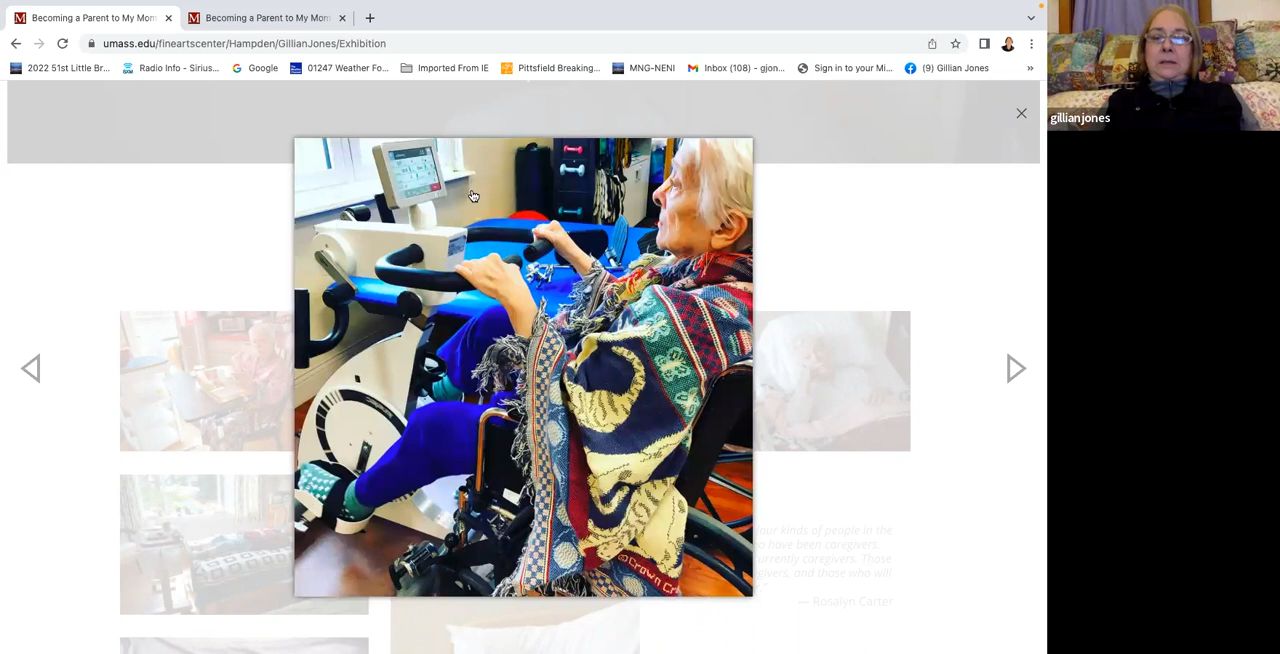 Becoming a Parent to My Mom
Becoming a Parent to My Mom
umass.edu/fineartscenter/Hampden/GillianJones/Exhibition
2022 51st Little Br...
Radio Info - Sirius...
Google
01247 Weather Fo...
Imported From IE
Pittsfield Breaking...
MNG-NENI
Inbox (108) - gjon...
Sign in to your Mi...
(9) Gillian Jones
»
gillianjones
four kinds of people in the
o have been caregivers.
currently caregivers. Those
givers, and those who will
— Rosalyn Carter
@Crown Cr